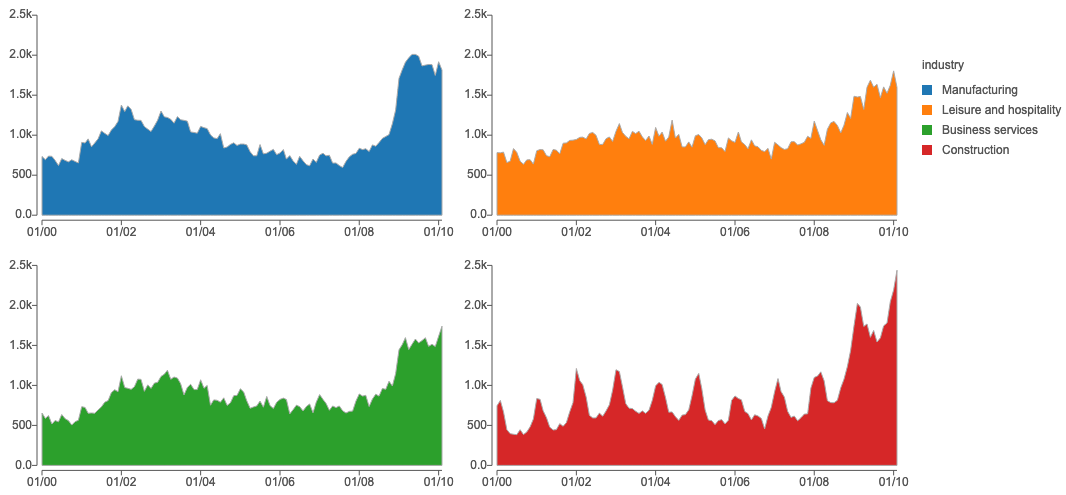 2.5k
2.0k
1.5k
1.0k
500
0.0
01/00 01/02 01/04 01/06 01/08 01/10
2.5k
2.0k
1.5k
1.0k
500
0.0
01/00 01/02 01/04 01/06 01/08 01/10
industry
Manufacturing
Leisure and hospitality
Business services
Construction
2.5k
2.0k
1.5k
1.0k
500
0.0
01/00 01/02 01/04 01/06 01/08 01/10
2.5k
2.0k
1.5k
1.0k
500
0.0
01/00 01/02 01/04 01/06 01/08 01/10